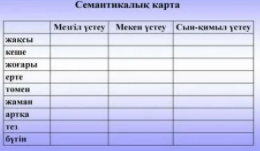 Семантикалық карта
Мезгіл үстеу Мекен үстеу Сын-қимыл үстеу
жақсы
кеше
жоғары
ерте
төмен
жаман
артқа
тез
бүгін